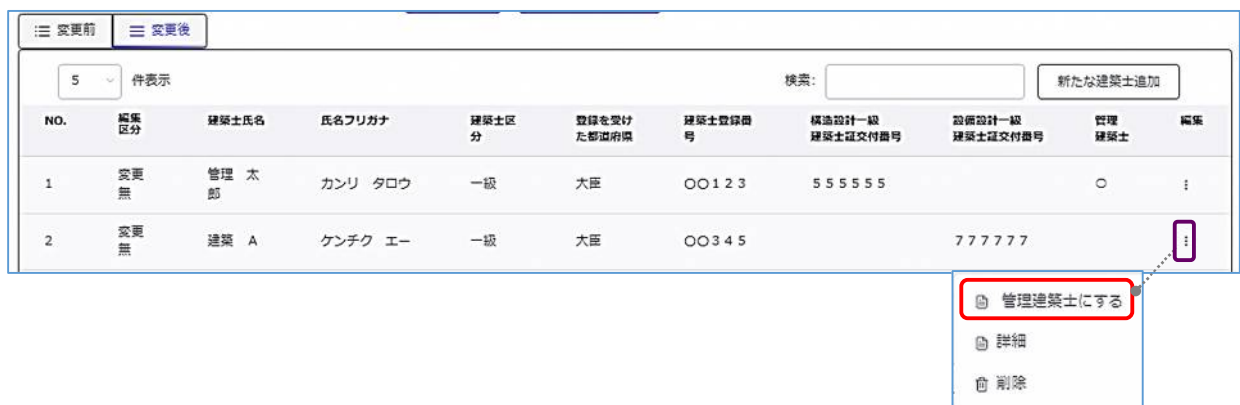 変更前 変更後
5 件表示 検索: 新たな建築士追加
NO. 編集区分 建築士氏名 氏名フリガナ 建築士区分 登録を受けた都道府県 建築士登録番号 構造設計一級建築士証交付番号 設備設計一級建築士証交付番号 管理建築士 編集
1 変更無 管理 太郎 カンリ タロウ 一級 大臣 〇〇123 555555 〇
2 変更無 建築 A ケンチク エー 一級 大臣 〇〇345 777777
管理建築士にする
詳細
削除